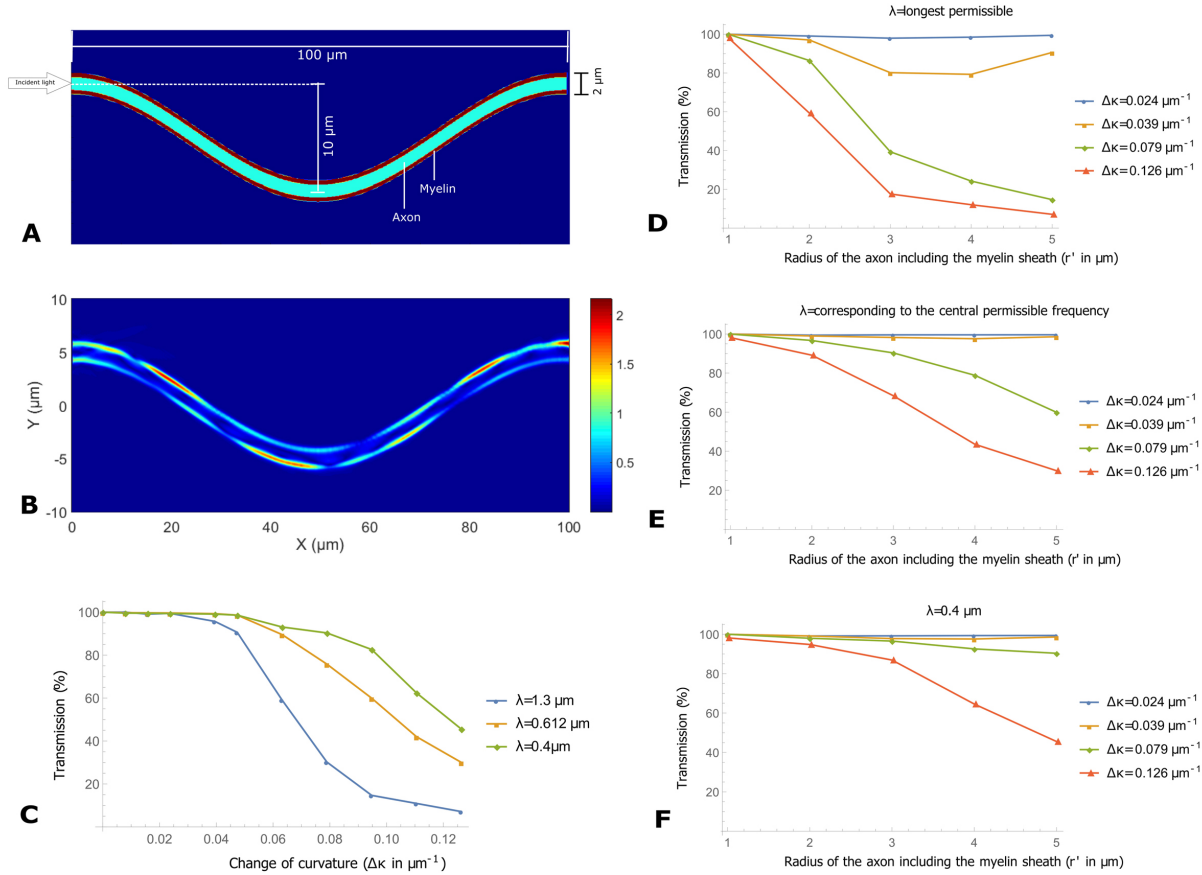 100 μm
Incident light
2 μm
10 μm
Myelin
Axon
A
10
5
0
-5
-10
Y (μm)
0
20
40
60
80
100
X (μm)
2
1.5
1
0.5
B
100
80
60
40
20
Transmission (%)
0.02
0.04
0.06
0.08
0.10
0.12
Change of curvature (Δκ in μm⁻¹)
λ=1.3 μm
λ=0.612 μm
λ=0.4μm
C
λ=longest permissible
100
80
60
40
20
Transmission (%)
1
2
3
4
5
Radius of the axon including the myelin sheath (r' in μm)
Δκ=0.024 μm⁻¹
Δκ=0.039 μm⁻¹
Δκ=0.079 μm⁻¹
Δκ=0.126 μm⁻¹
D
λ=corresponding to the central permissible frequency
100
80
60
40
20
Transmission (%)
1
2
3
4
5
Radius of the axon including the myelin sheath (r' in μm)
Δκ=0.024 μm⁻¹
Δκ=0.039 μm⁻¹
Δκ=0.079 μm⁻¹
Δκ=0.126 μm⁻¹
E
λ=0.4 μm
100
80
60
40
20
Transmission (%)
1
2
3
4
5
Radius of the axon including the myelin sheath (r' in μm)
Δκ=0.024 μm⁻¹
Δκ=0.039 μm⁻¹
Δκ=0.079 μm⁻¹
Δκ=0.126 μm⁻¹
F